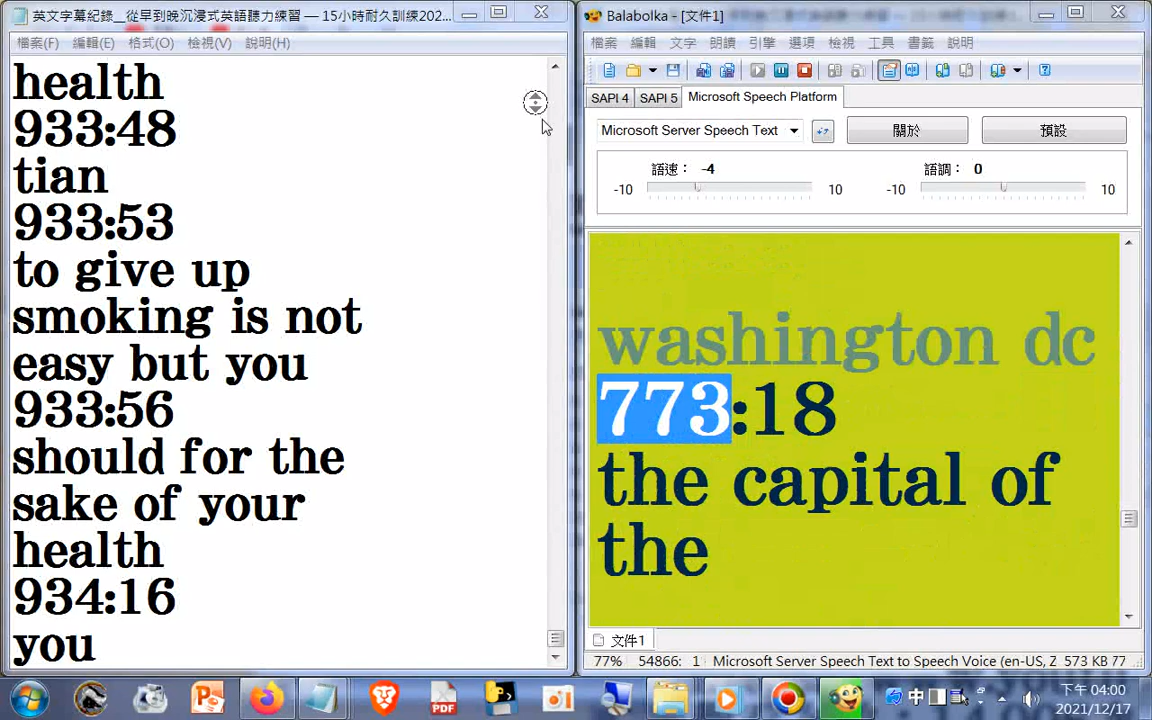 英文字幕紀錄__從早到晚沉浸式英語聽力練習 — 15小時耐久訓練202...
檔案(F) 編輯(E) 格式(O) 檢視(V) 說明(H)
health
933:48
tian
933:53
to give up
smoking is not
easy but you
933:56
should for the
sake of your
health
934:16
you
Balabolka - [文件1]
檔案 編輯 文字 朗讀 引擎 選項 檢視 工具 書籤 說明
SAPI 4 SAPI 5 Microsoft Speech Platform
Microsoft Server Speech Text 關於 預設
語速： -4 語調： 0
-10 10 -10 10
washington dc
773:18
the capital of
the
文件1
77% 54866: 1 Microsoft Server Speech Text to Speech Voice (en-US, Z 573 KB 77
中 下午 04:00
2021/12/17